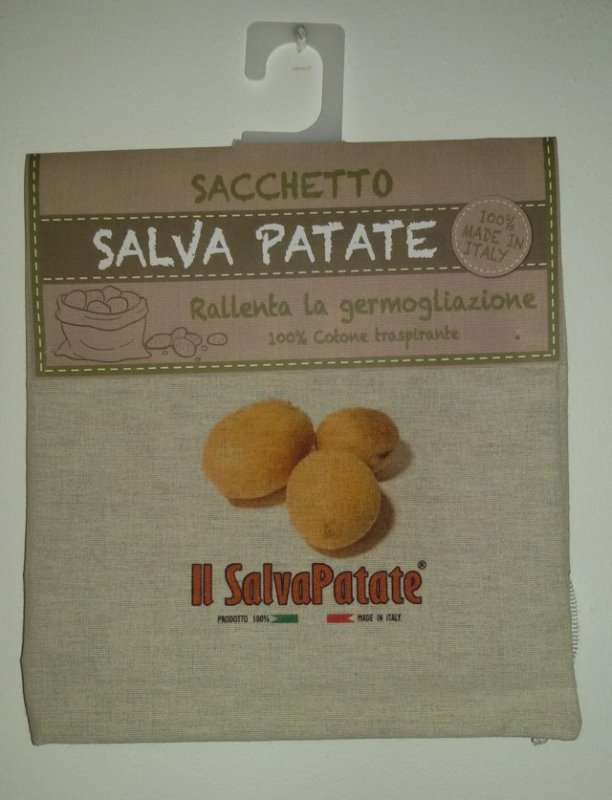 SACCHETTO
SALVA PATATE
100%
MADE IN
ITALY
Rallenta la germogliazione
100% Cotone traspirante
Il SalvaPatate®
PRODOTTO 100% MADE IN ITALY